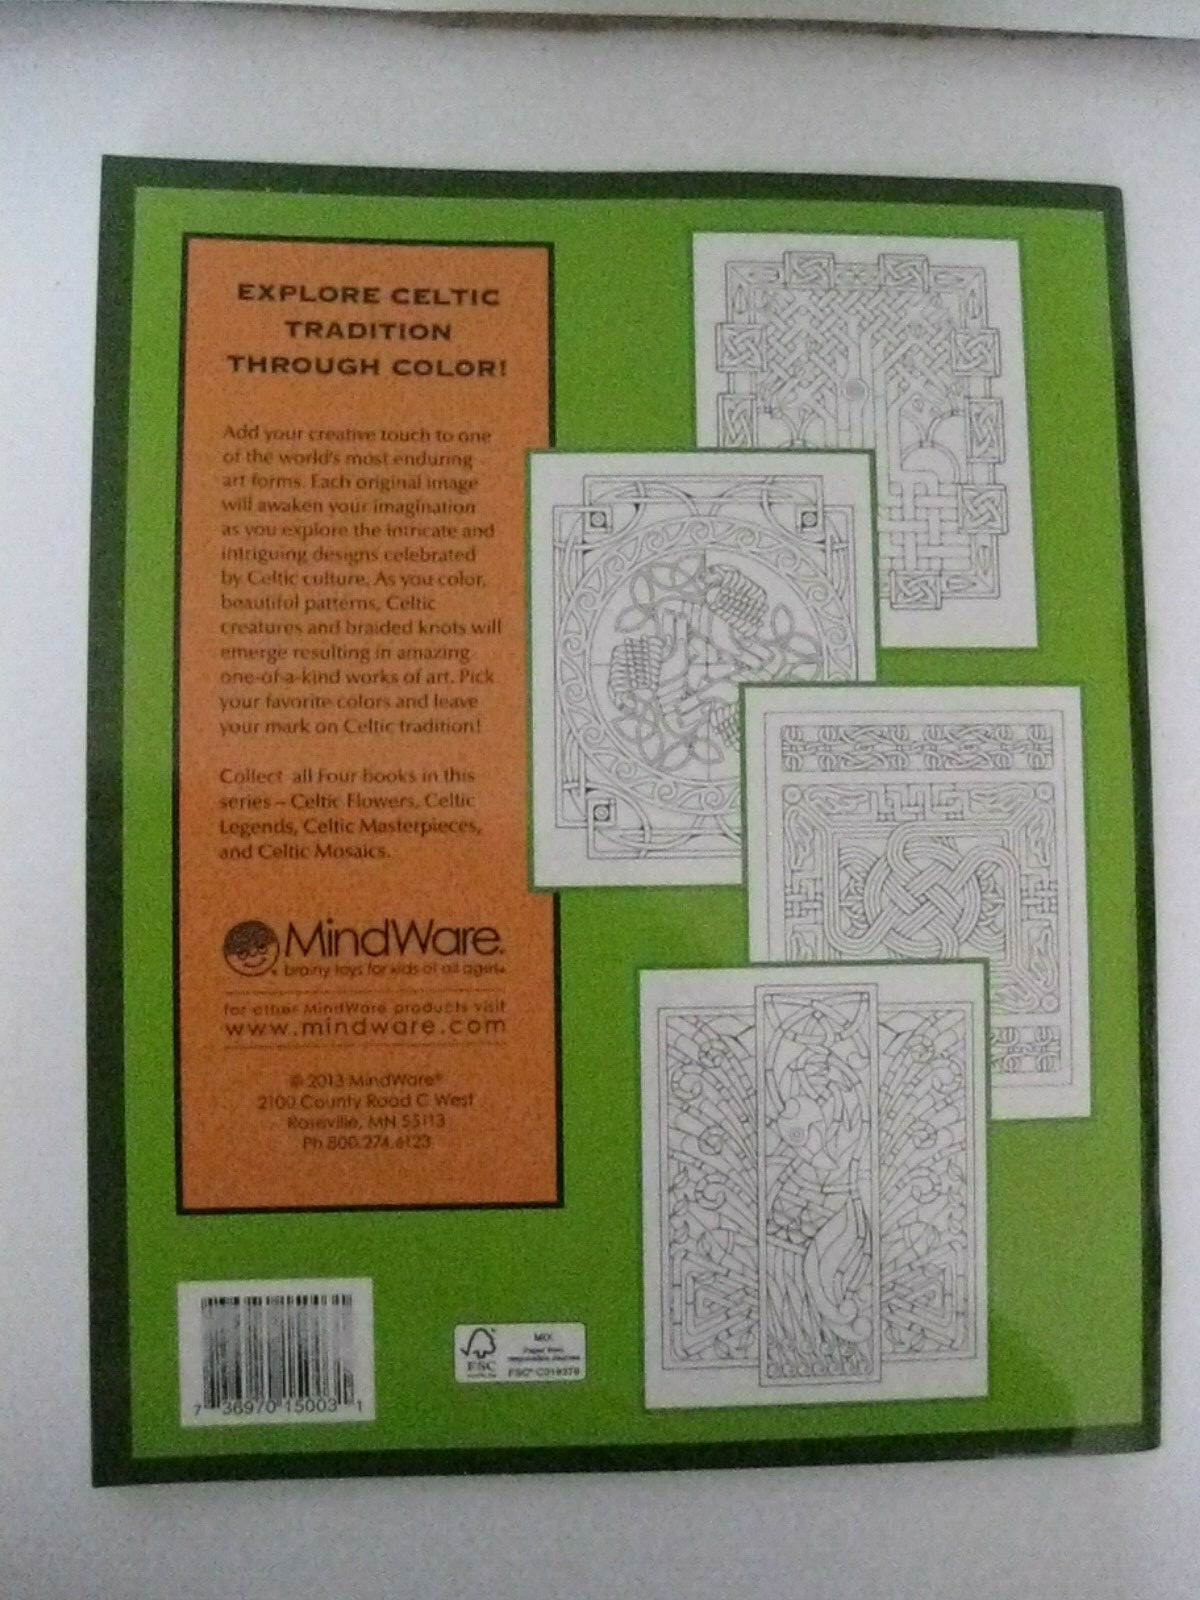 EXPLORE CELTIC
TRADITION
THROUGH COLOR!
Add your creative touch to one
of the world's most enduring
art forms. Each original image
will awaken your imagination
as you explore the intricate and
intriguing designs celebrated
by Celtic culture. As you color,
beautiful patterns, Celtic
creatures and braided knots will
emerge resulting in amazing
one-of-a-kind works of art. Pick
your favorite colors and leave
your mark on Celtic tradition!
Collect all Four books in this
series – Celtic Flowers, Celtic
Legends, Celtic Masterpieces,
and Celtic Mosaics.
MindWare®
brainy toys for kids of all ages®
for other MindWare products visit
www.mindware.com
© 2013 MindWare®
2100 County Road C West
Roseville, MN 55113
Ph 800.274.6123
7 36970 15003 1
FSC
MIX
Paper from
responsible sources
FSC® C019378